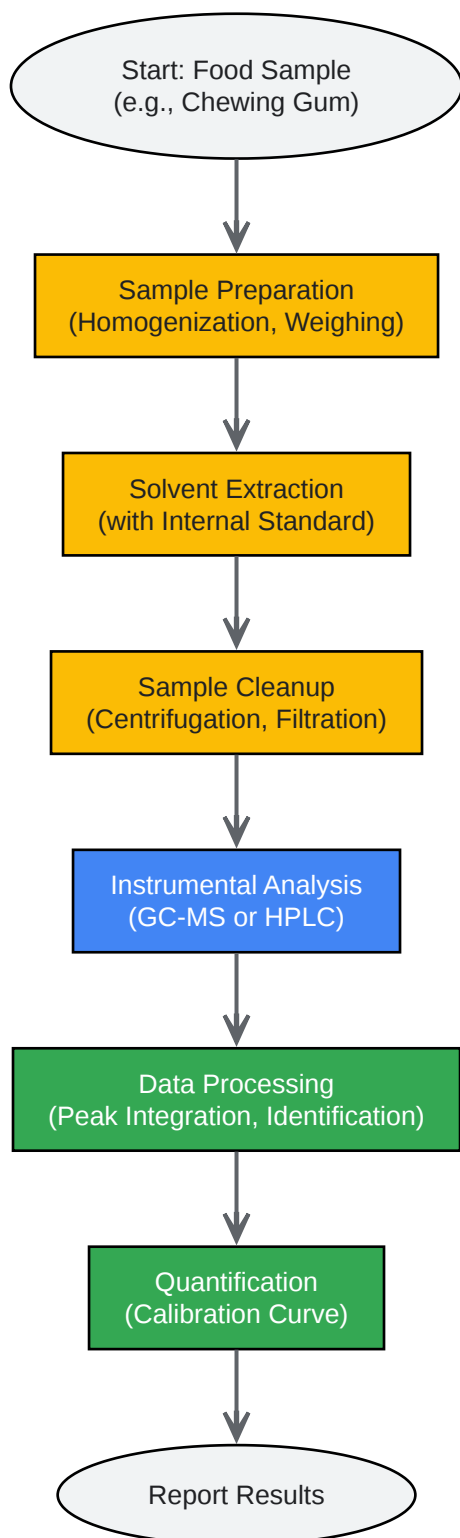 Start: Food Sample
(e.g., Chewing Gum)
Sample Preparation
(Homogenization, Weighing)
Solvent Extraction
(with Internal Standard)
Sample Cleanup
(Centrifugation, Filtration)
Instrumental Analysis
(GC-MS or HPLC)
Data Processing
(Peak Integration, Identification)
Quantification
(Calibration Curve)
Report Results